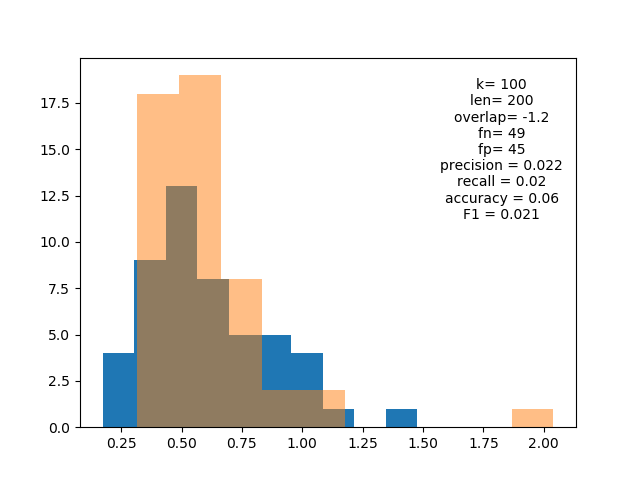 k= 100
len= 200
overlap= -1.2
fn= 49
fp= 45
precision = 0.022
recall = 0.02
accuracy = 0.06
F1 = 0.021
17.5
15.0
12.5
10.0
7.5
5.0
2.5
0.0
0.25 0.50 0.75 1.00 1.25 1.50 1.75 2.00